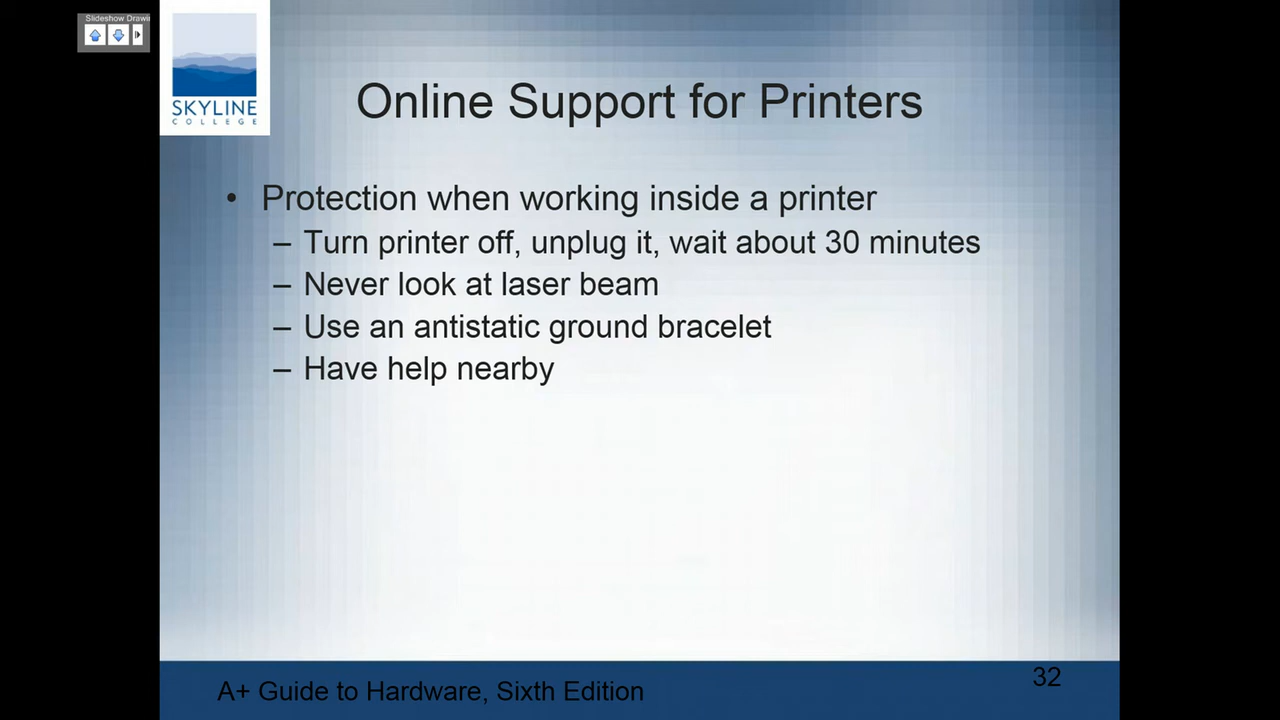 Slideshow Drawi
SKYLINE
COLLEGE
Online Support for Printers
• Protection when working inside a printer
– Turn printer off, unplug it, wait about 30 minutes
– Never look at laser beam
– Use an antistatic ground bracelet
– Have help nearby
A+ Guide to Hardware, Sixth Edition
32